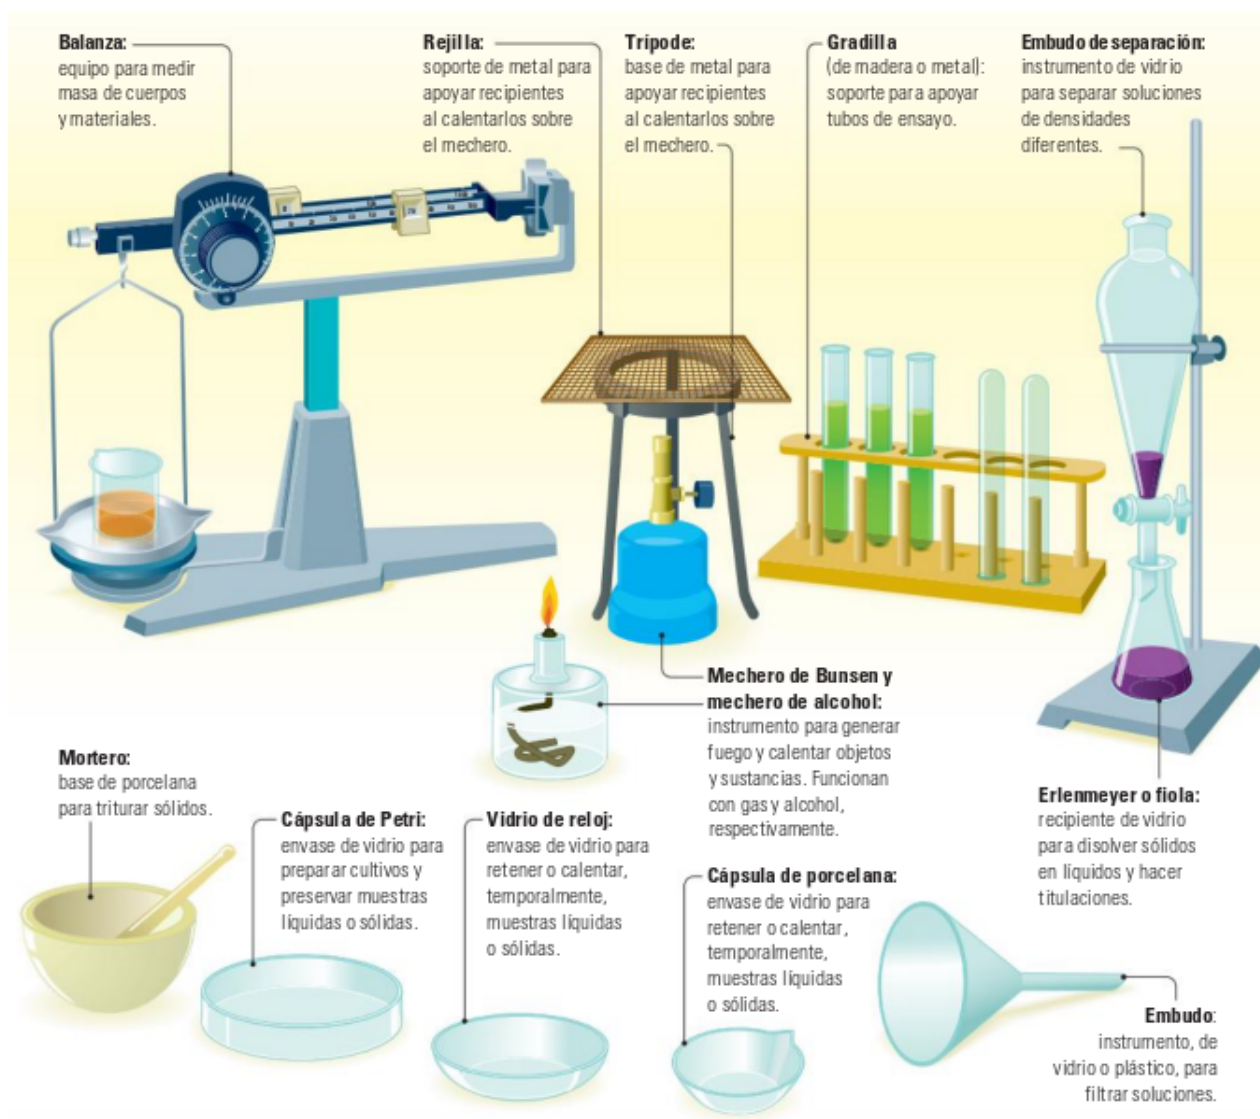 Balanza:
equipo para medir
masa de cuerpos
y materiales.
Rejilla:
soporte de metal para
apoyar recipientes
al calentarlos sobre
el mechero.
Trípode:
base de metal para
apoyar recipientes
al calentarlos sobre
el mechero.
Gradilla
(de madera o metal):
soporte para apoyar
tubos de ensayo.
Embudo de separación:
instrumento de vidrio
para separar soluciones
de densidades
diferentes.
Mechero de Bunsen y
mechero de alcohol:
instrumento para generar
fuego y calentar objetos
y sustancias. Funcionan
con gas y alcohol,
respectivamente.
Mortero:
base de porcelana
para triturar sólidos.
Cápsula de Petri:
envase de vidrio para
preparar cultivos y
preservar muestras
líquidas o sólidas.
Vidrio de reloj:
envase de vidrio para
retener o calentar,
temporalmente,
muestras líquidas
o sólidas.
Cápsula de porcelana:
envase de vidrio para
retener o calentar,
temporalmente,
muestras líquidas
o sólidas.
Erlenmeyer o fiola:
recipiente de vidrio
para disolver sólidos
en líquidos y hacer
titulaciones.
Embudo:
instrumento, de
vidrio o plástico, para
filtrar soluciones.